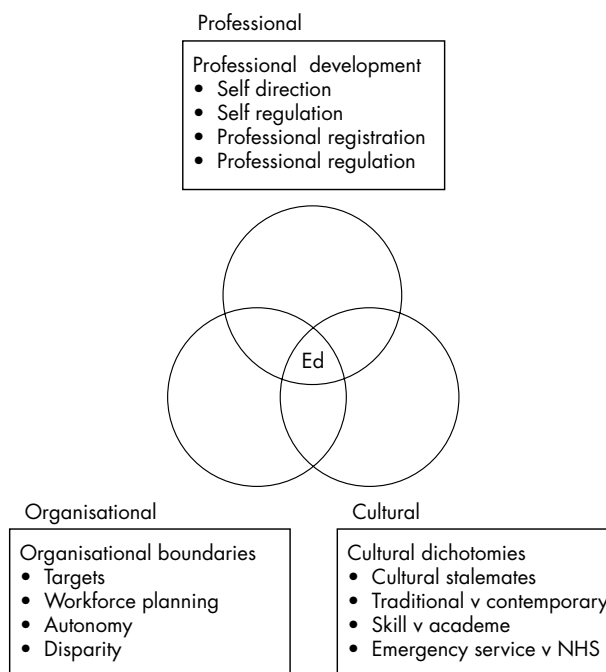 Professional
Professional development
• Self direction
• Self regulation
• Professional registration
• Professional regulation
Ed
Organisational
Organisational boundaries
• Targets
• Workforce planning
• Autonomy
• Disparity
Cultural
Cultural dichotomies
• Cultural stalemates
• Traditional v contemporary
• Skill v academe
• Emergency service v NHS